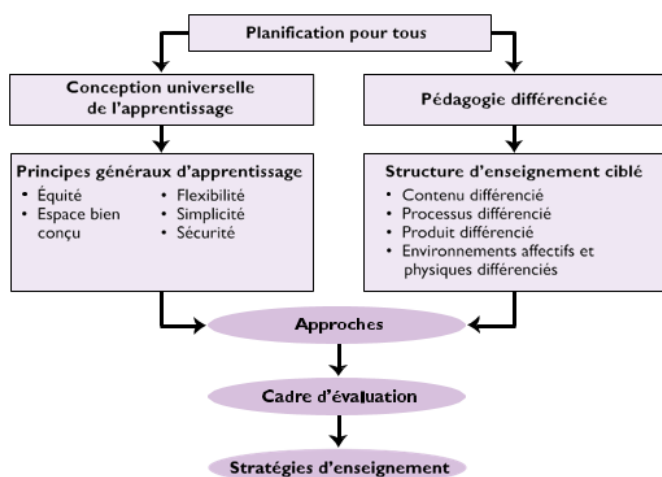 Planification pour tous
Conception universelle
de l'apprentissage
Pédagogie différenciée
Principes généraux d'apprentissage
• Équité
• Espace bien
conçu
• Flexibilité
• Simplicité
• Sécurité
Structure d'enseignement ciblé
• Contenu différencié
• Processus différencié
• Produit différencié
• Environnements affectifs et
physiques différenciés
Approches
Cadre d'évaluation
Stratégies d'enseignement